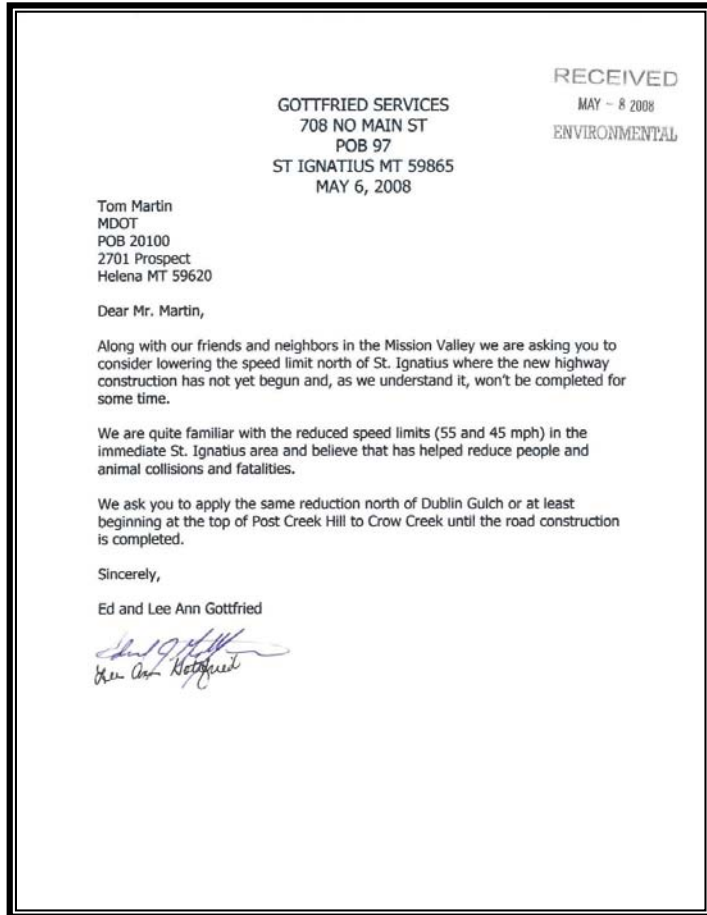 RECEIVED
MAY - 8 2008
ENVIRONMENTAL
GOTTFRIED SERVICES
708 NO MAIN ST
POB 97
ST IGNATIUS MT 59865
MAY 6, 2008
Tom Martin
MDOT
POB 20100
2701 Prospect
Helena MT 59620
Dear Mr. Martin,
Along with our friends and neighbors in the Mission Valley we are asking you to
consider lowering the speed limit north of St. Ignatius where the new highway
construction has not yet begun and, as we understand it, won't be completed for
some time.
We are quite familiar with the reduced speed limits (55 and 45 mph) in the
immediate St. Ignatius area and believe that has helped reduce people and
animal collisions and fatalities.
We ask you to apply the same reduction north of Dublin Gulch or at least
beginning at the top of Post Creek Hill to Crow Creek until the road construction
is completed.
Sincerely,
Ed and Lee Ann Gottfried
Lee Ann Gottfried